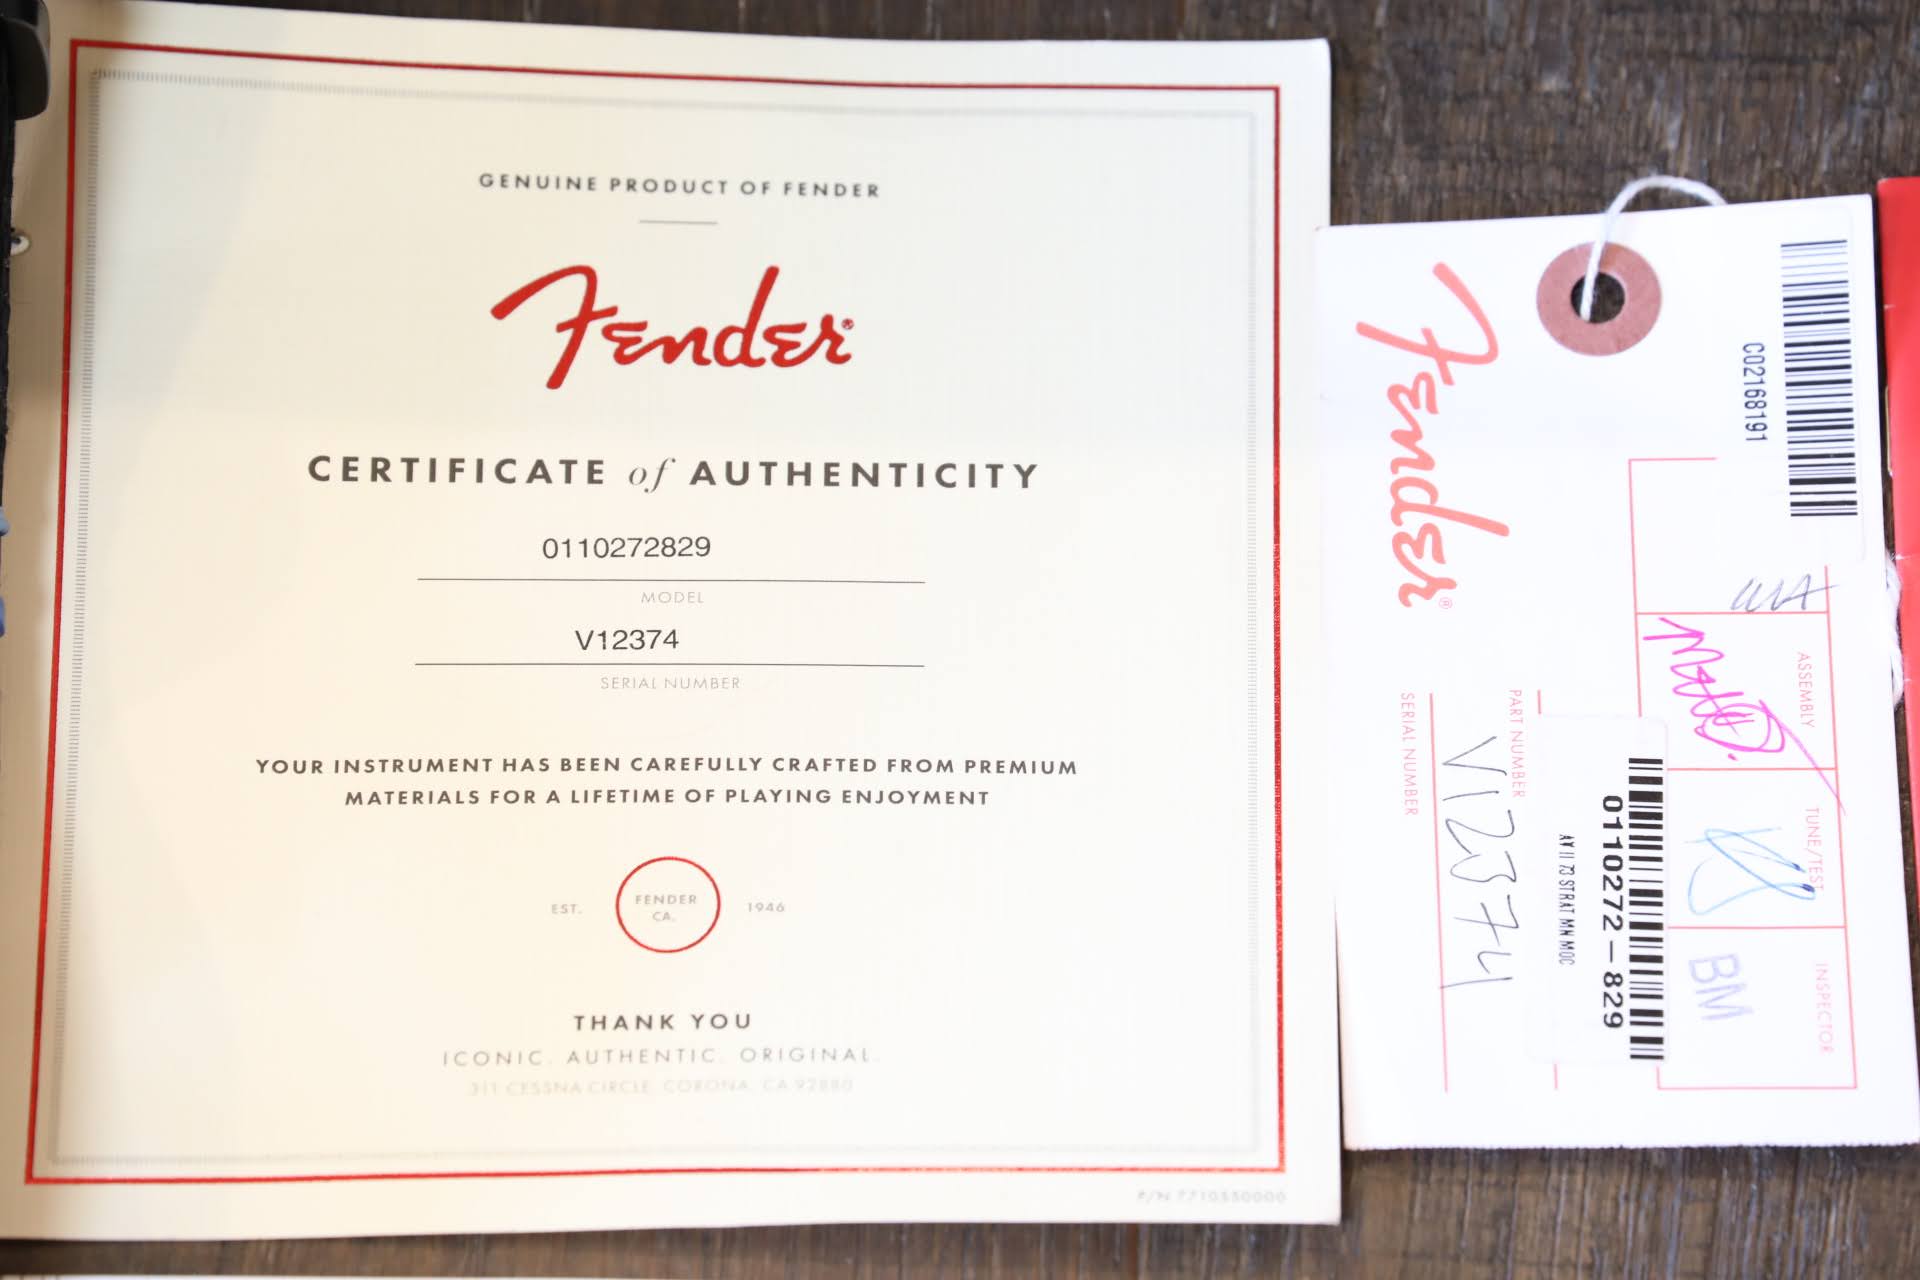 GENUINE PRODUCT OF FENDER
Fender®
CERTIFICATE of AUTHENTICITY
0110272829
MODEL
V12374
SERIAL NUMBER
YOUR INSTRUMENT HAS BEEN CAREFULLY CRAFTED FROM PREMIUM
MATERIALS FOR A LIFETIME OF PLAYING ENJOYMENT
EST.
FENDER
CA.
1946
THANK YOU
ICONIC. AUTHENTIC. ORIGINAL.
311 CESSNA CIRCLE, CORONA, CA 92880
P/N 7710550000
C02168191
ASSEMBLY
TUNE/TEST
INSPECTOR
BM
0110272-829
AV II 73 STRAT MN MOC
PART NUMBER
V12374
SERIAL NUMBER
Fender®